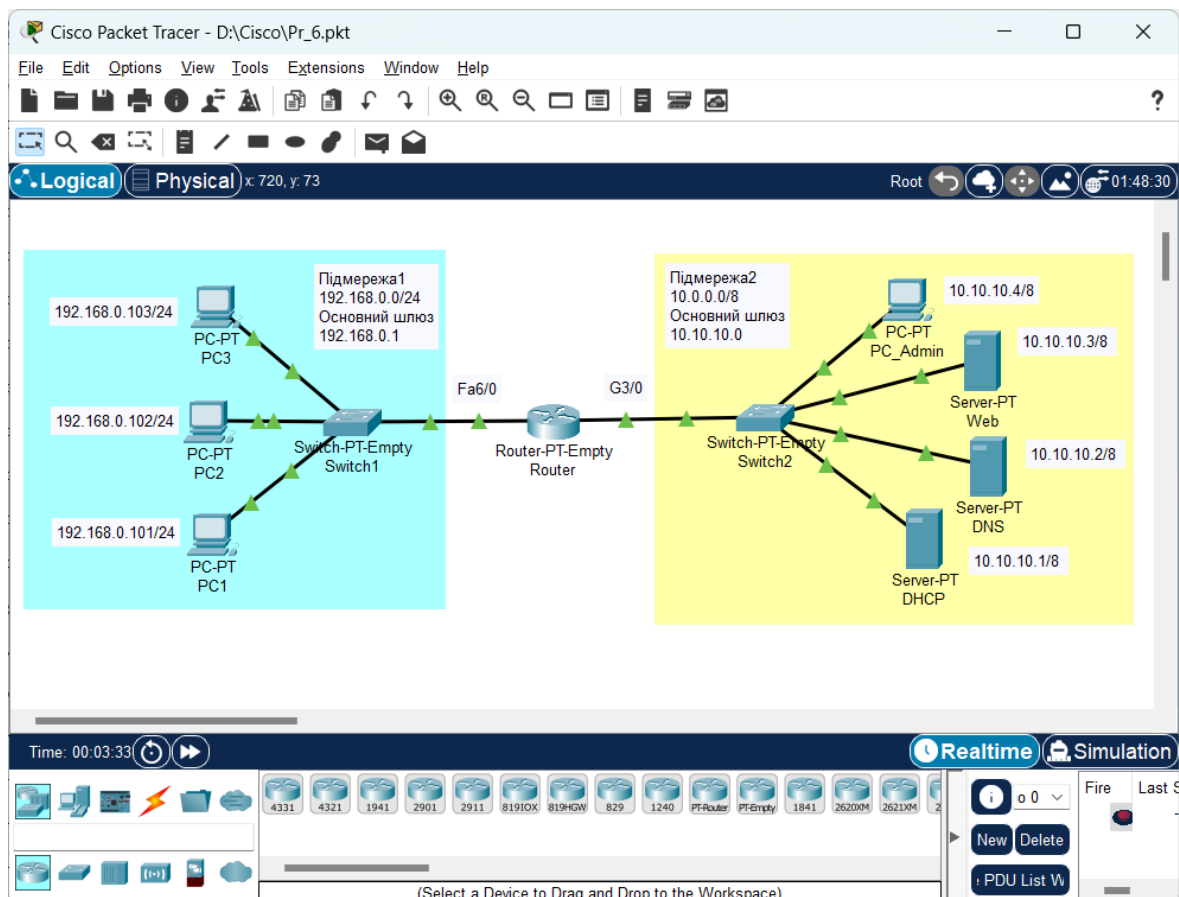 Cisco Packet Tracer - D:\Cisco\Pr_6.pkt
File Edit Options View Tools Extensions Window Help
?
Logical Physical x: 720, y: 73 Root 01:48:30
Підмережа1
192.168.0.0/24
Основний шлюз
192.168.0.1
192.168.0.103/24
PC-PT
PC3
192.168.0.102/24
PC-PT
PC2
192.168.0.101/24
PC-PT
PC1
Switch-PT-Empty
Switch1
Fa6/0
G3/0
Router-PT-Empty
Router
Підмережа2
10.0.0.0/8
Основний шлюз
10.10.10.0
Switch-PT-Empty
Switch2
10.10.10.4/8
PC-PT
PC_Admin
10.10.10.3/8
Server-PT
Web
10.10.10.2/8
Server-PT
DNS
10.10.10.1/8
Server-PT
DHCP
Time: 00:03:33 Realtime Simulation
4331 4321 1941 2901 2911 819IOX 819HGW 829 1240 PT-Router PT-Empty 1841 2620XM 2621XM 2
(Select a Device to Drag and Drop to the Workspace)
i o 0
New Delete
PDU List W
Fire Last S